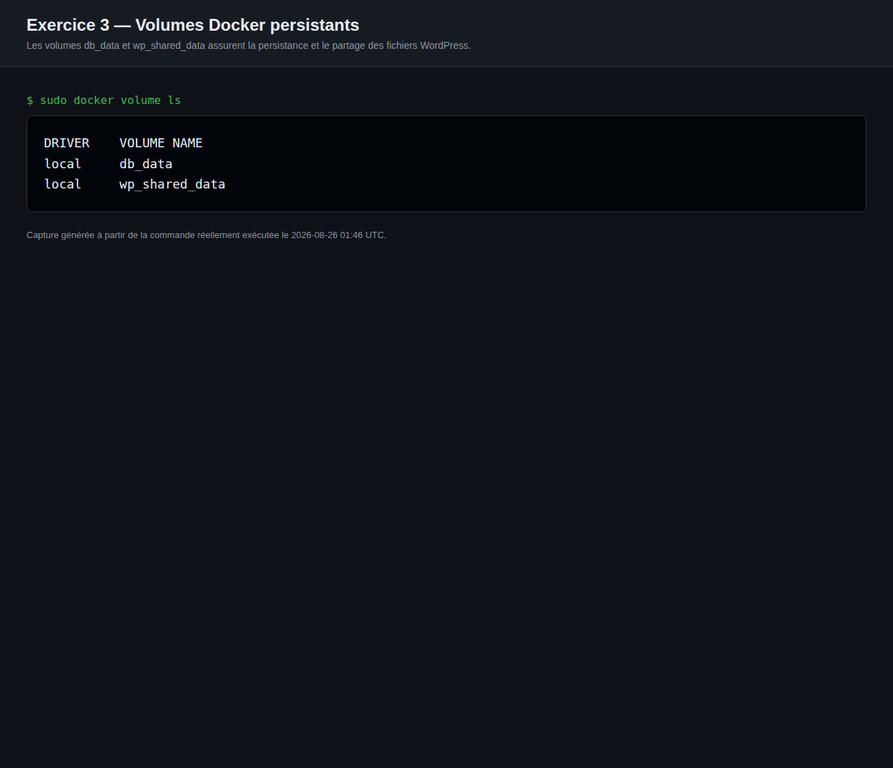 Exercice 3 — Volumes Docker persistants
Les volumes db_data et wp_shared_data assurent la persistance et le partage des fichiers WordPress.
$ sudo docker volume ls
DRIVER    VOLUME NAME
local     db_data
local     wp_shared_data
Capture générée à partir de la commande réellement exécutée le 2026-08-26 01:46 UTC.